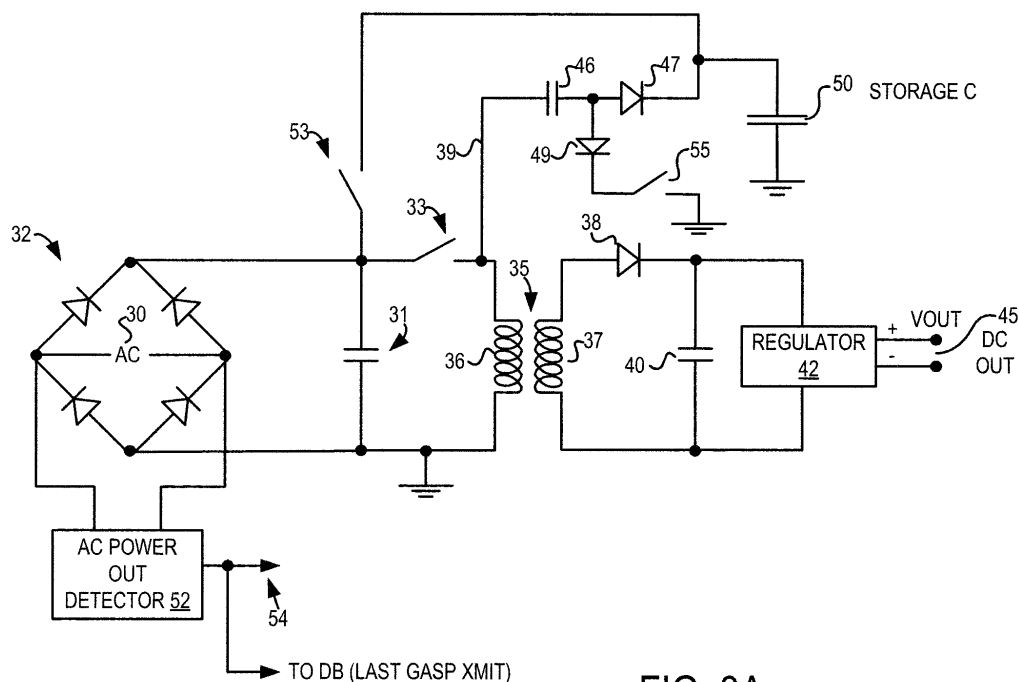 46
47
50
STORAGE C
53
39
49
55
33
38
32
35
45
30
31
+
VOUT
AC
36
37
40
REGULATOR
42
DC
-
OUT
AC POWER
OUT
DETECTOR 52
54
TO DB (LAST GASP XMIT)